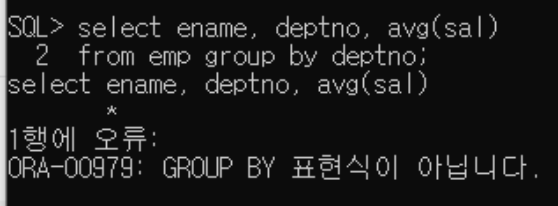 SQL> select ename, deptno, avg(sal)
  2  from emp group by deptno;
select ename, deptno, avg(sal)
       *
1행에 오류:
ORA-00979: GROUP BY 표현식이 아닙니다.